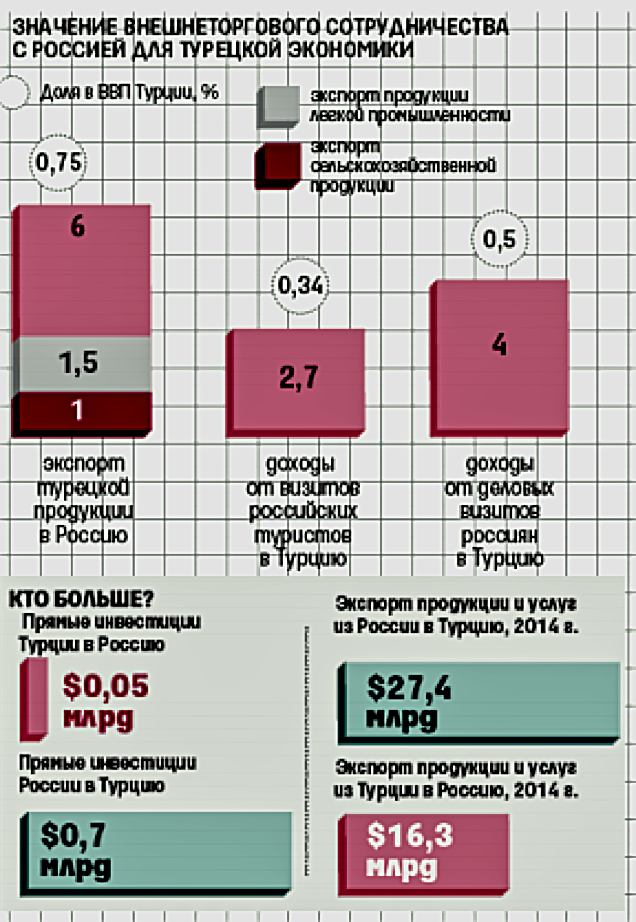 ЗНАЧЕНИЕ ВНЕШНЕТОРГОВОГО СОТРУДНИЧЕСТВА
С РОССИЕЙ ДЛЯ ТУРЕЦКОЙ ЭКОНОМИКИ
Доля в ВВП Турции, %
экспорт продукции
легкой промышленности
экспорт
сельскохозяйственной
продукции
0,75
6
1,5
1
экспорт
турецкой
продукции
в Россию
0,34
2,7
доходы
от визитов
российских
туристов
в Турцию
0,5
4
доходы
от деловых
визитов
россиян
в Турцию
КТО БОЛЬШЕ?
Прямые инвестиции
Турции в Россию
$0,05
млрд
Прямые инвестиции
России в Турцию
$0,7
млрд
Экспорт продукции и услуг
из России в Турцию, 2014 г.
$27,4
млрд
Экспорт продукции и услуг
из Турции в Россию, 2014 г.
$16,3
млрд